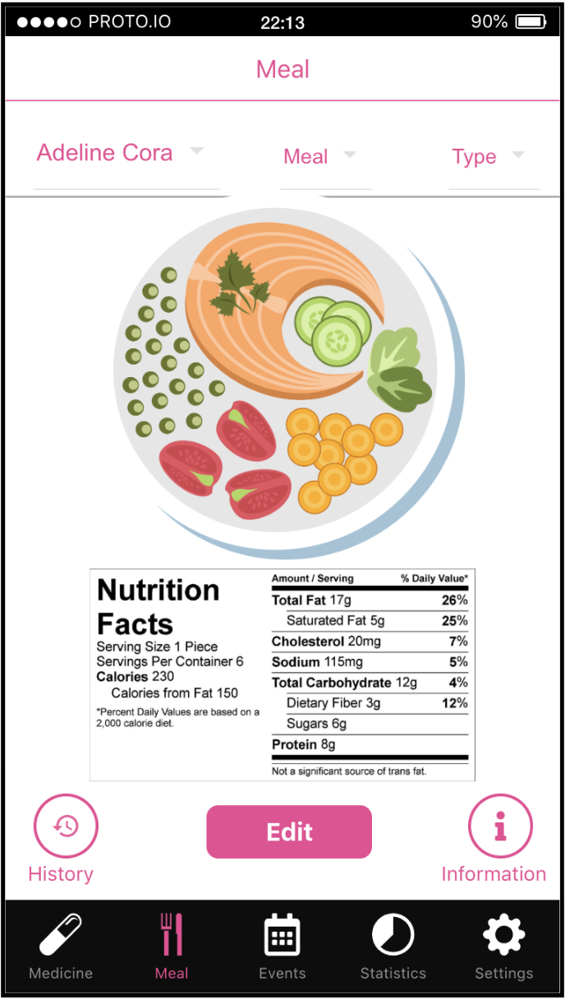 PROTO.IO 22:13 90%
Meal
Adeline Cora Meal Type
Nutrition
Facts
Serving Size 1 Piece
Servings Per Container 6
Calories 230
Calories from Fat 150
*Percent Daily Values are based on a
2,000 calorie diet.
Amount / Serving % Daily Value*
Total Fat 17g 26%
Saturated Fat 5g 25%
Cholesterol 20mg 7%
Sodium 115mg 5%
Total Carbohydrate 12g 4%
Dietary Fiber 3g 12%
Sugars 6g
Protein 8g
Not a significant source of trans fat.
Edit
History Information
Medicine Meal Events Statistics Settings